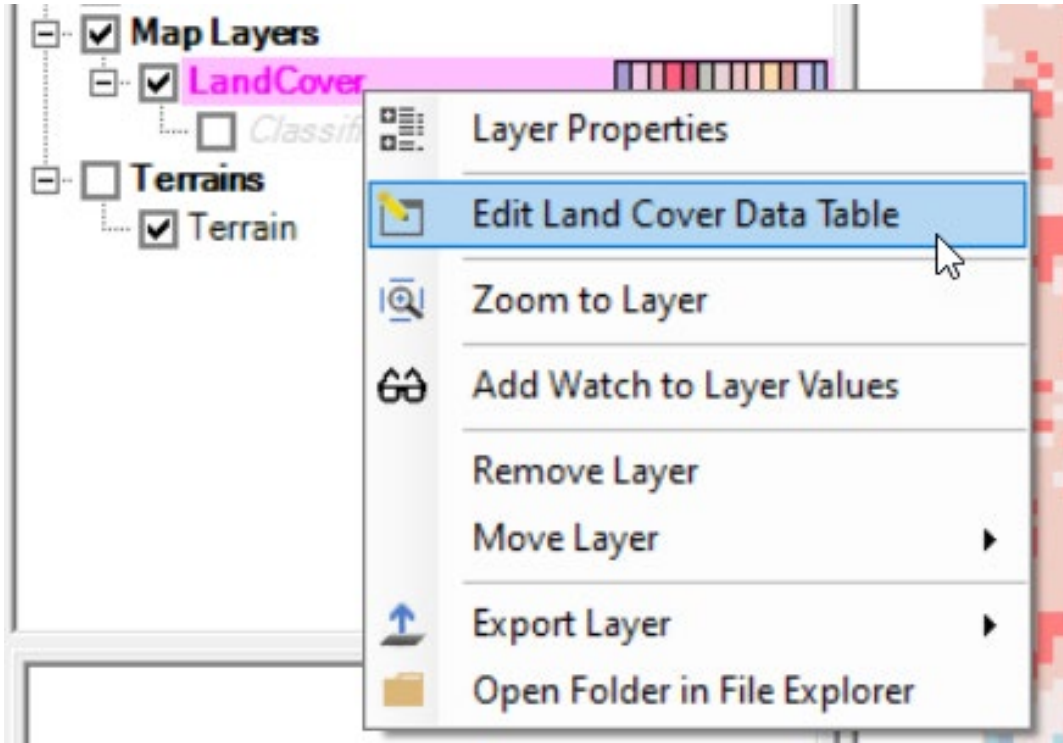 Map Layers
LandCover
Layer Properties
Terrains
Edit Land Cover Data Table
Terrain
Zoom to Layer
Add Watch to Layer Values
Remove Layer
Move Layer
Export Layer
Open Folder in File Explorer